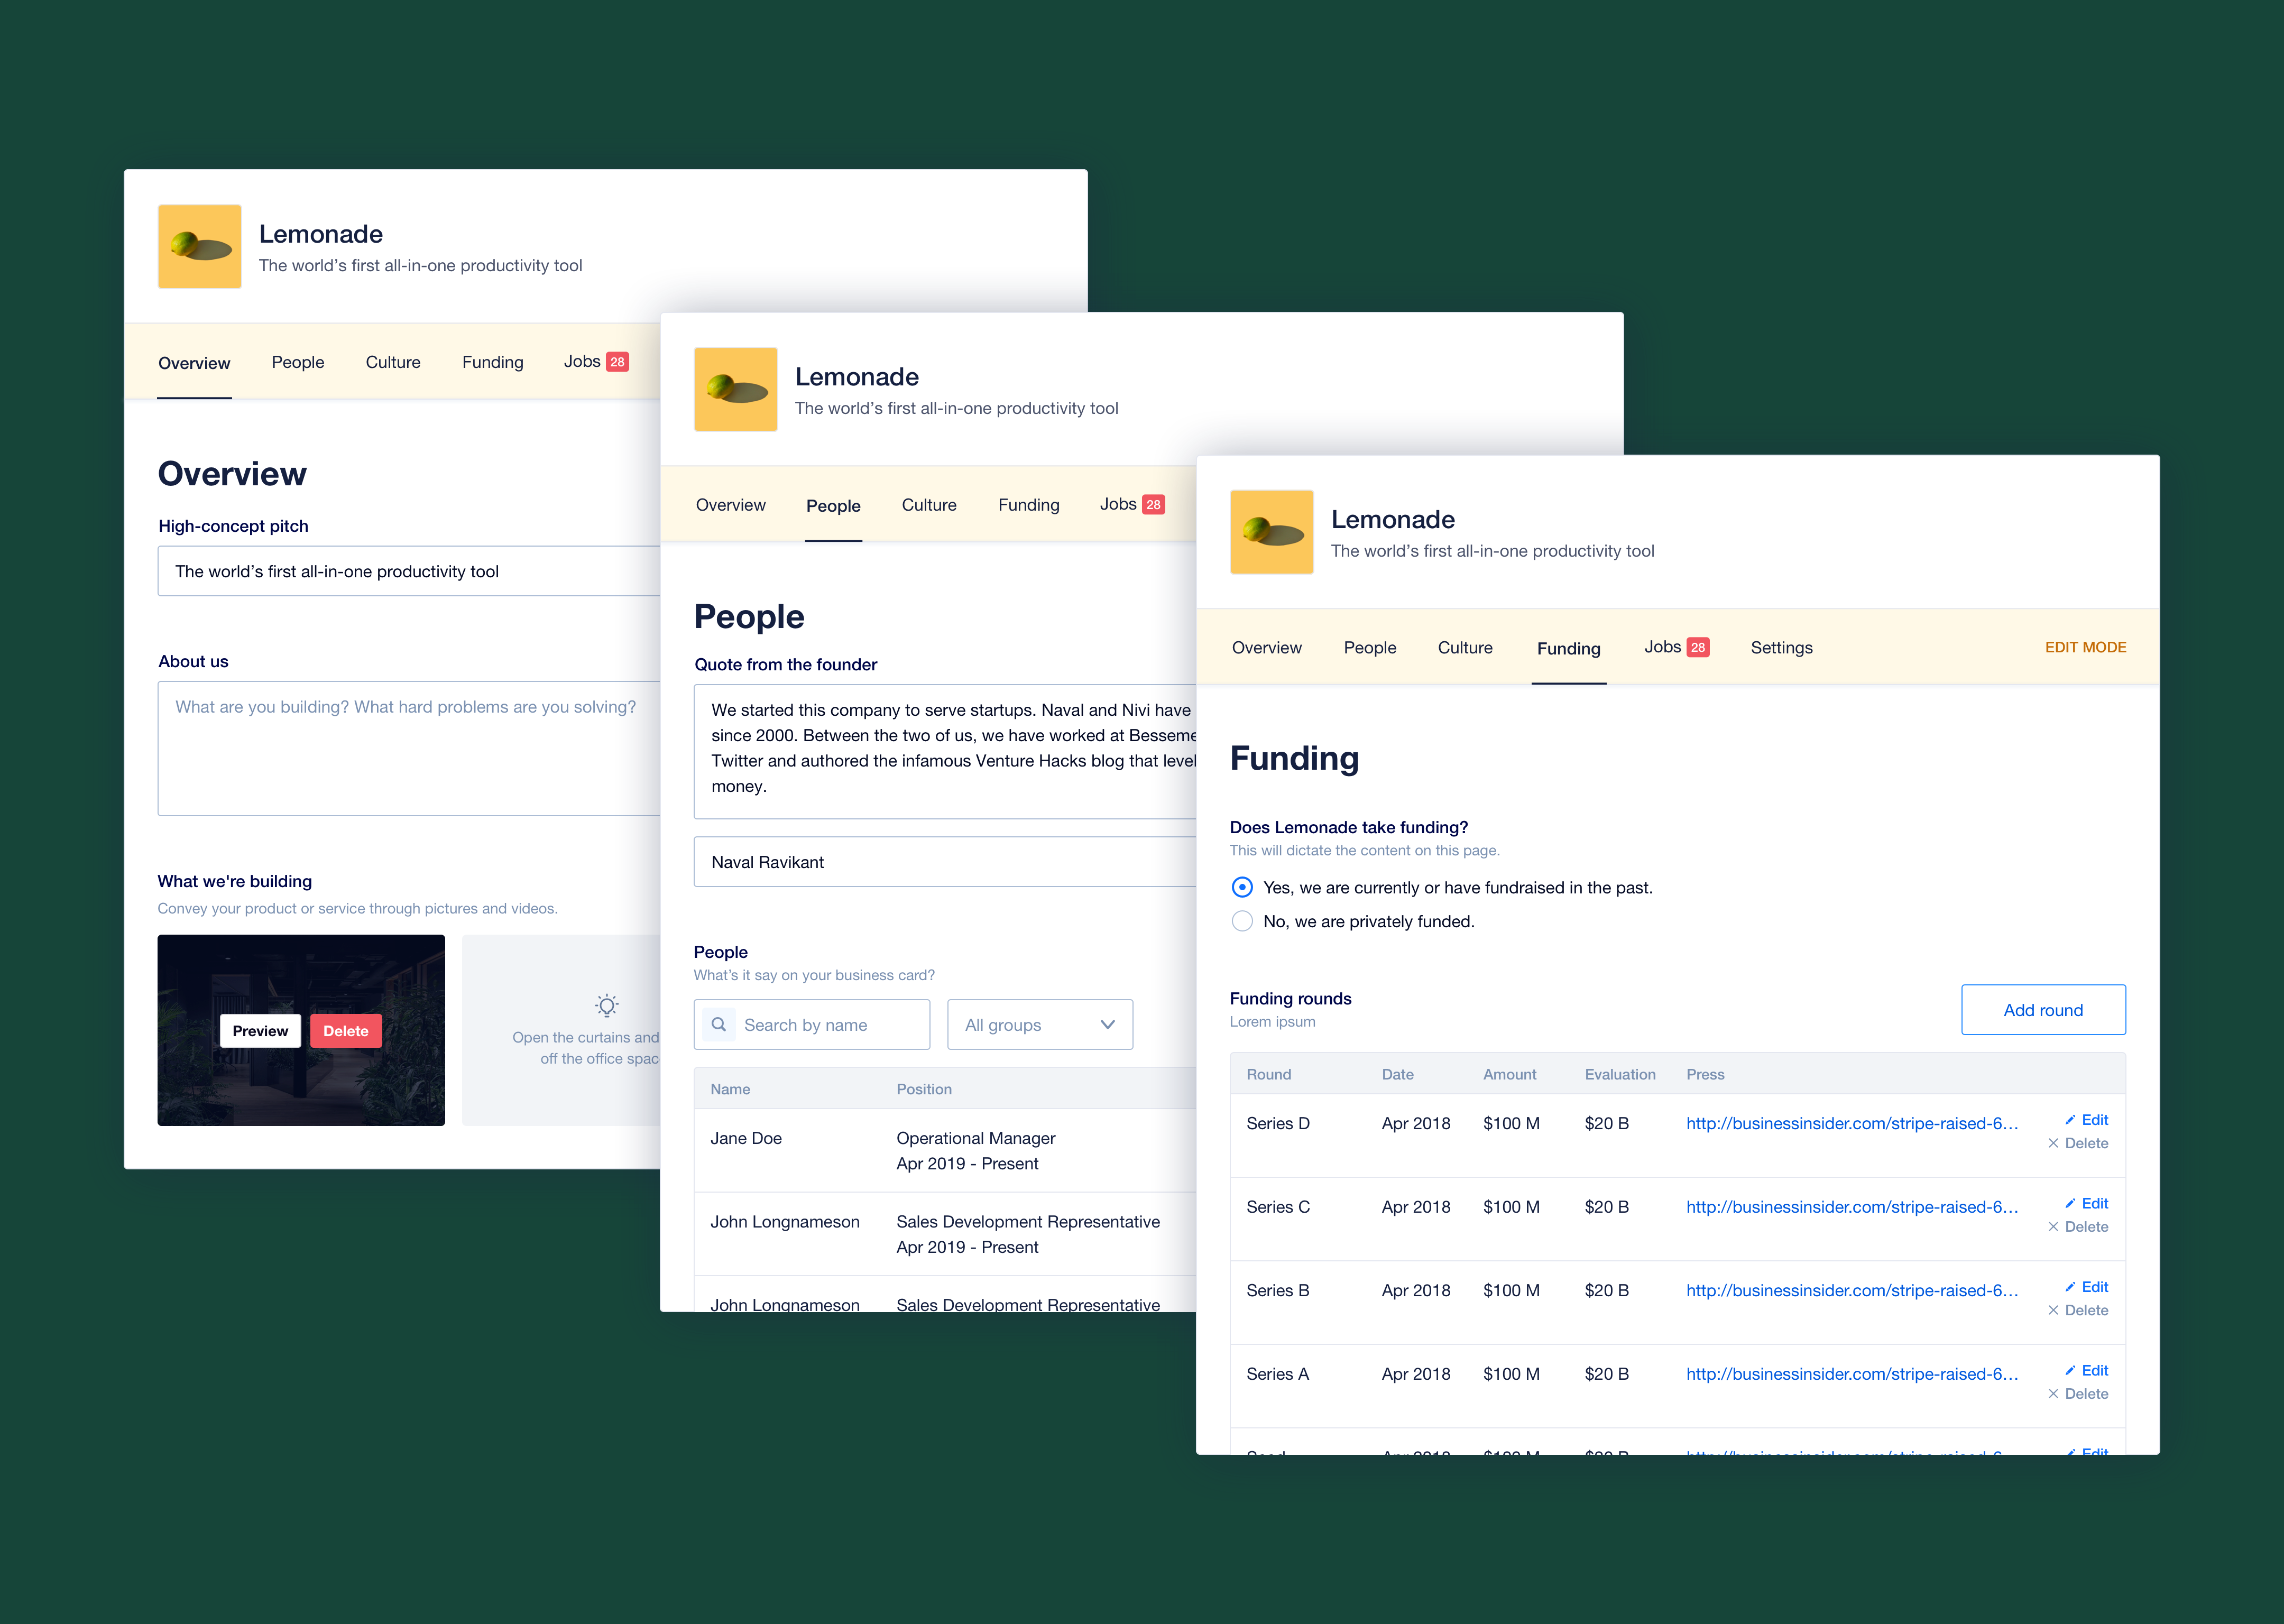 Lemonade
The world's first all-in-one productivity tool
Overview People Culture Funding Jobs 28
Overview
High-concept pitch
The world's first all-in-one productivity tool
About us
What are you building? What hard problems are you solving?
What we're building
Convey your product or service through pictures and videos.
Preview Delete
Open the curtains and
off the office spac
Lemonade
The world's first all-in-one productivity tool
Overview People Culture Funding Jobs 28
People
Quote from the founder
We started this company to serve startups. Naval and Nivi have
since 2000. Between the two of us, we have worked at Besseme
Twitter and authored the infamous Venture Hacks blog that level
money.
Naval Ravikant
People
What's it say on your business card?
Search by name All groups
Name Position
Jane Doe Operational Manager
Apr 2019 - Present
John Longnameson Sales Development Representative
Apr 2019 - Present
John Longnameson Sales Development Representative
Lemonade
The world's first all-in-one productivity tool
Overview People Culture Funding Jobs 28 Settings EDIT MODE
Funding
Does Lemonade take funding?
This will dictate the content on this page.
Yes, we are currently or have fundraised in the past.
No, we are privately funded.
Funding rounds
Lorem ipsum
Add round
Round Date Amount Evaluation Press
Series D Apr 2018 $100 M $20 B http://businessinsider.com/stripe-raised-6... Edit
Delete
Series C Apr 2018 $100 M $20 B http://businessinsider.com/stripe-raised-6... Edit
Delete
Series B Apr 2018 $100 M $20 B http://businessinsider.com/stripe-raised-6... Edit
Delete
Series A Apr 2018 $100 M $20 B http://businessinsider.com/stripe-raised-6... Edit
Delete
Seed Apr 2018 $100 M $20 B http://businessinsider.com/stripe-raised-6... Edit